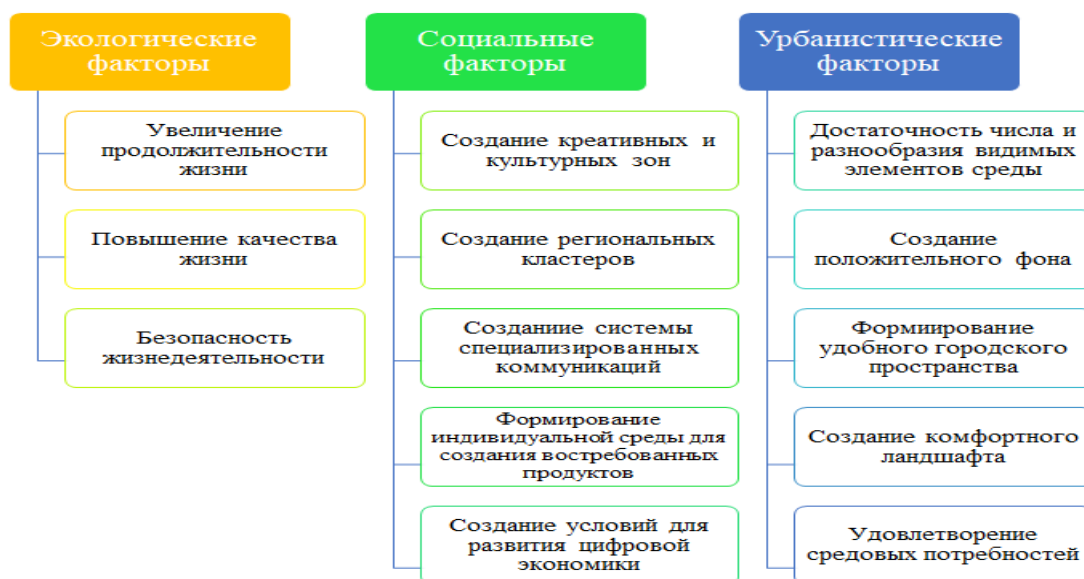 Экологические
факторы
Увеличение
продолжительности
жизни
Повышение качества
жизни
Безопасность
жизнедеятельности
Социальные
факторы
Создание креативных и
культурных зон
Создание региональных
кластеров
Созданиие системы
специализированных
коммуникаций
Формирование
индивидуальной среды для
создания востребованных
продуктов
Создание условий для
развития цифровой
экономики
Урбанистические
факторы
Достаточность числа и
разнообразия видимых
элементов среды
Создание
положительного фона
Формиирование
удобного городского
пространства
Создание комфортного
ландшафта
Удовлетворение
средовых потребностей